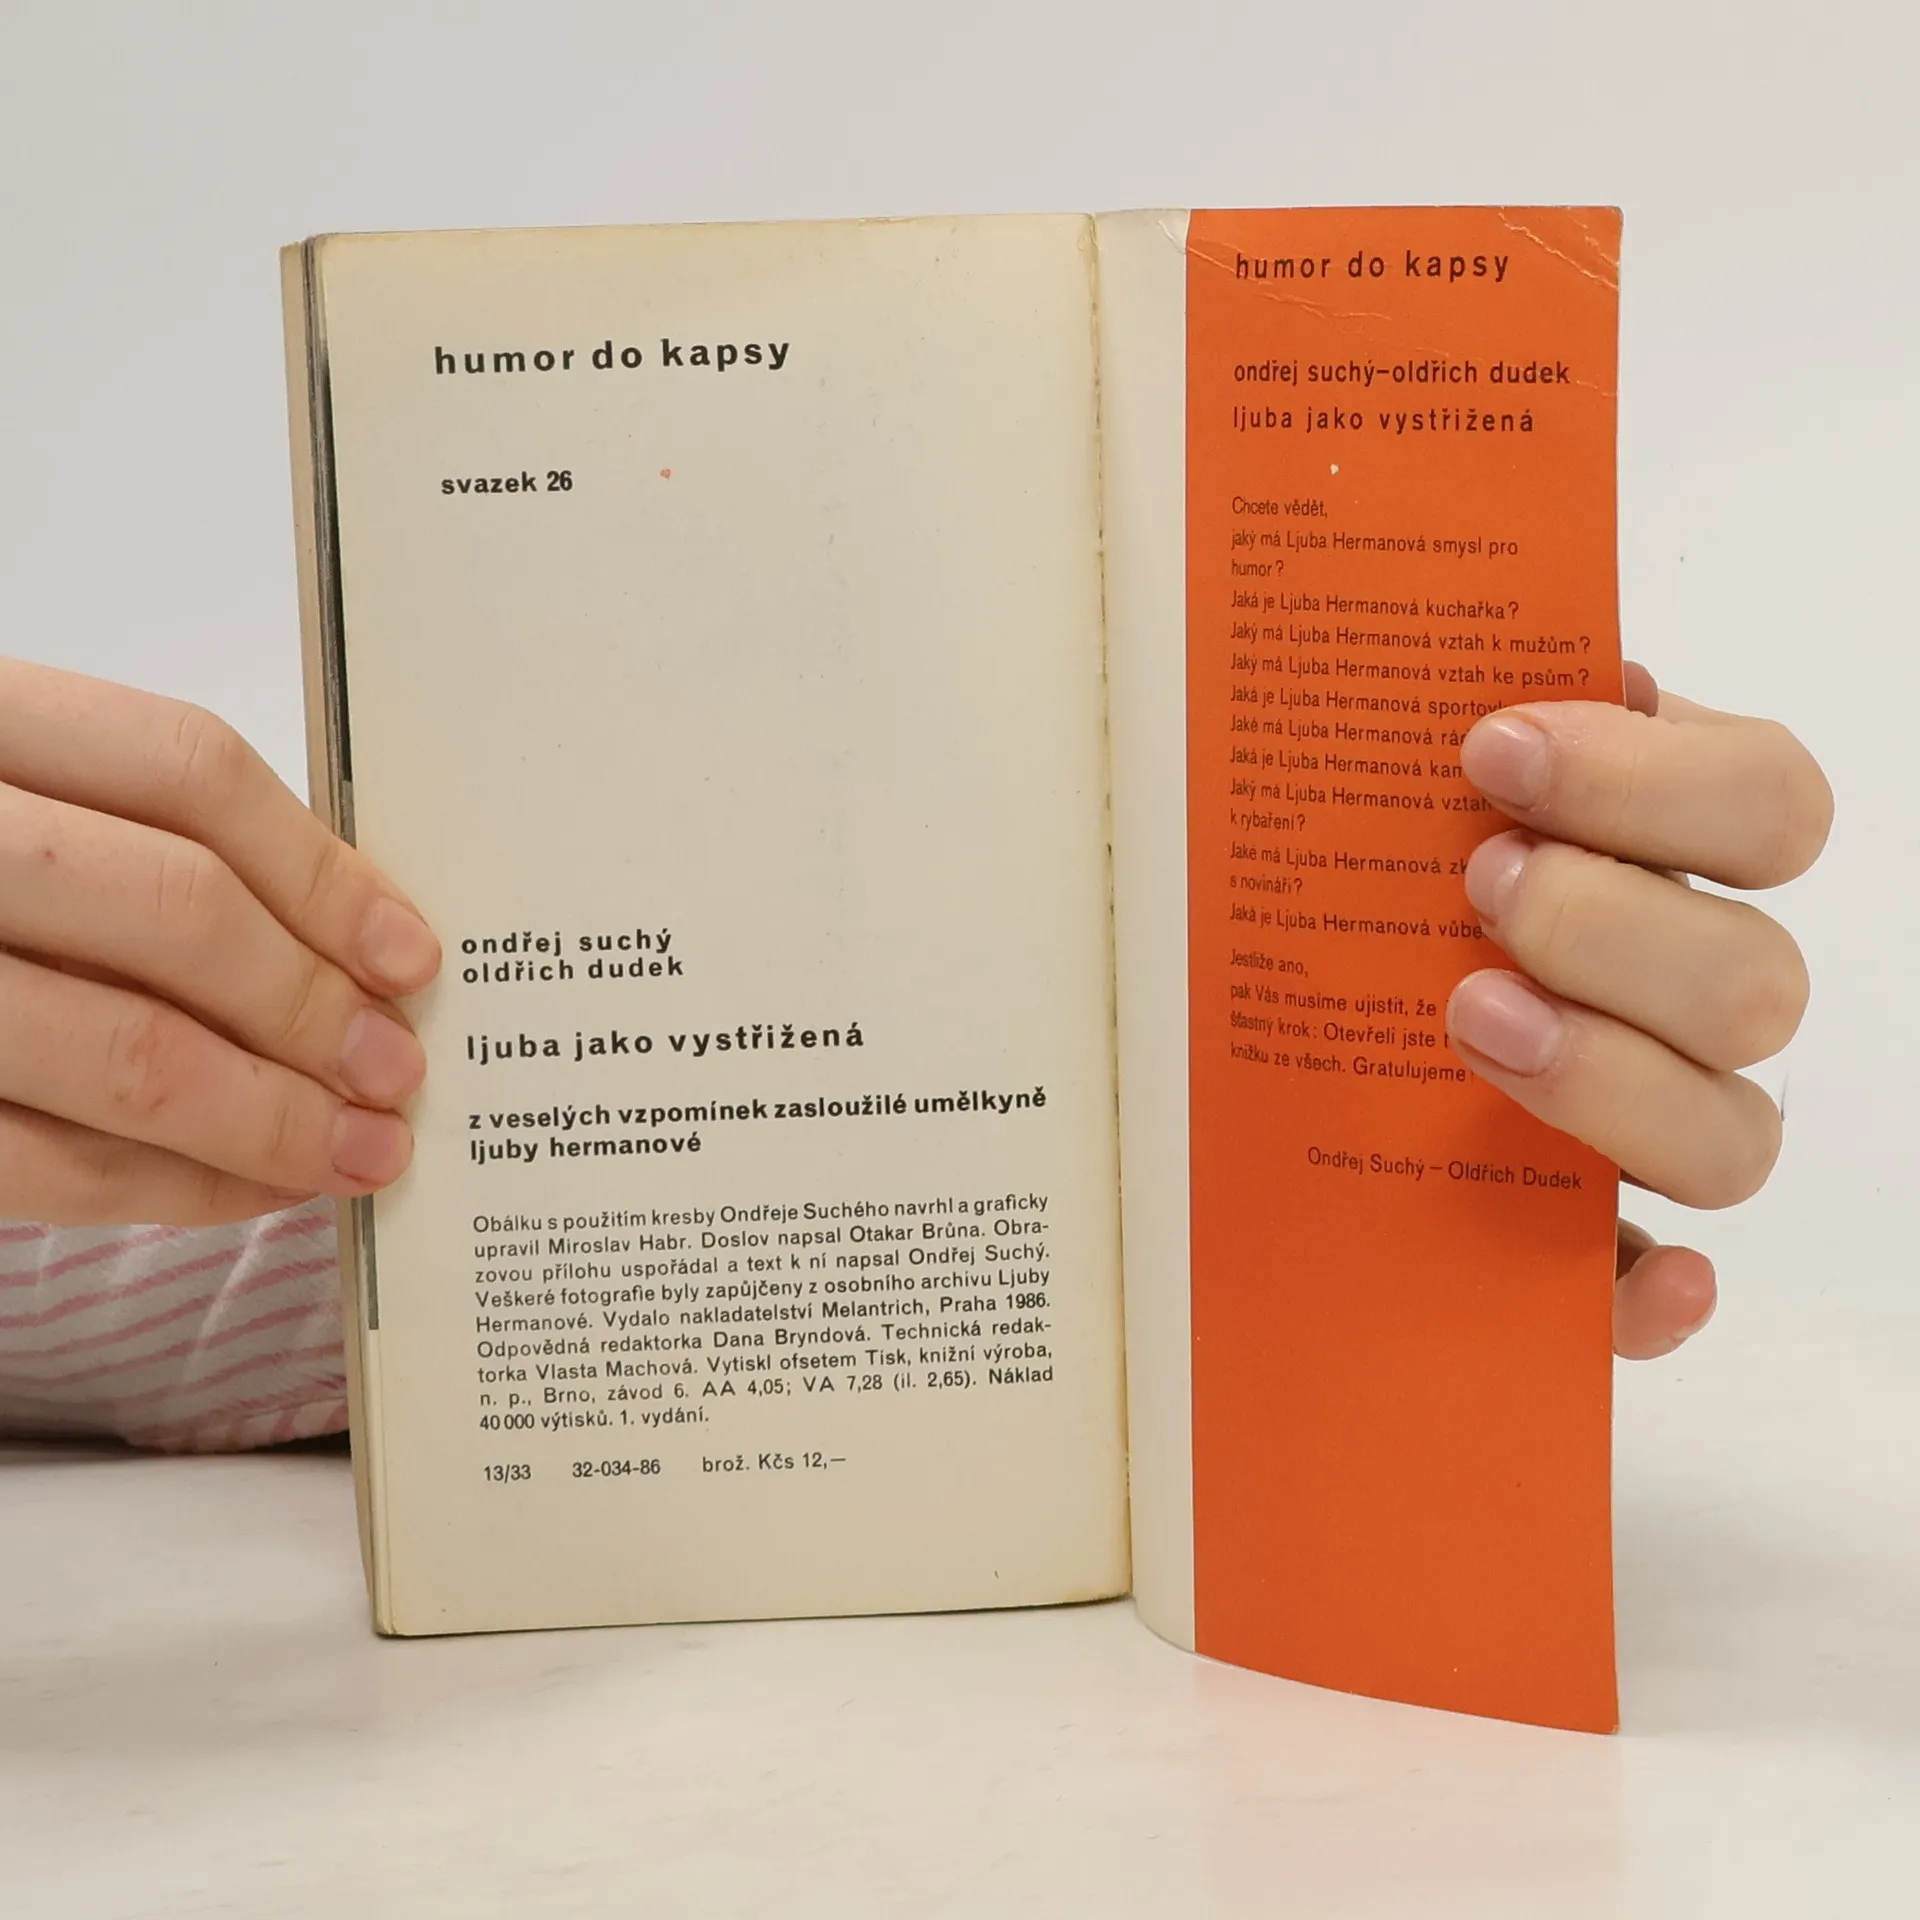 humor do kapsy
svazek 26
ondřej suchý
oldřich dudek
ljuba jako vystřižená
z veselých vzpomínek zasloužilé umělkyně
ljuby hermanové
Obálku s použitím kresby Ondřeje Suchého navrhl a graficky
upravil Miroslav Habr. Doslov napsal Otakar Brůna. Obra-
zovou přílohu uspořádal a text k ní napsal Ondřej Suchý.
Veškeré fotografie byly zapůjčeny z osobního archivu Ljuby
Hermanové. Vydalo nakladatelství Melantrich, Praha 1986.
Odpovědná redaktorka Dana Bryndová. Technická redak-
torka Vlasta Machová. Vytiskl ofsetem Tisk, knižní výroba,
n. p., Brno, závod 6. AA 4,05; VA 7,28 (il. 2,65). Náklad
40 000 výtisků. 1. vydání.
13/33 32-034-86 brož. Kčs 12,—
humor do kapsy
ondřej suchý–oldřich dudek
ljuba jako vystřižená
Chcete vědět,
jaký má Ljuba Hermanová smysl pro
humor?
Jaká je Ljuba Hermanová kuchařka?
Jaký má Ljuba Hermanová vztah k mužům?
Jaký má Ljuba Hermanová vztah ke psům?
Jaká je Ljuba Hermanová
Jaké má Ljuba Hermanová
Jaká je Ljuba Hermanová
Jaký má Ljuba Hermanová vztah
k rybaření?
Jaké má Ljuba Hermanová
s novináři?
Jaká je Ljuba Hermanová
Jestliže ano,
pak Vás musíme ujistit, že
šťastný krok: Otevřeli jste
knížku ze všech. Gratulujeme!
Ondřej Suchý – Oldřich Dudek